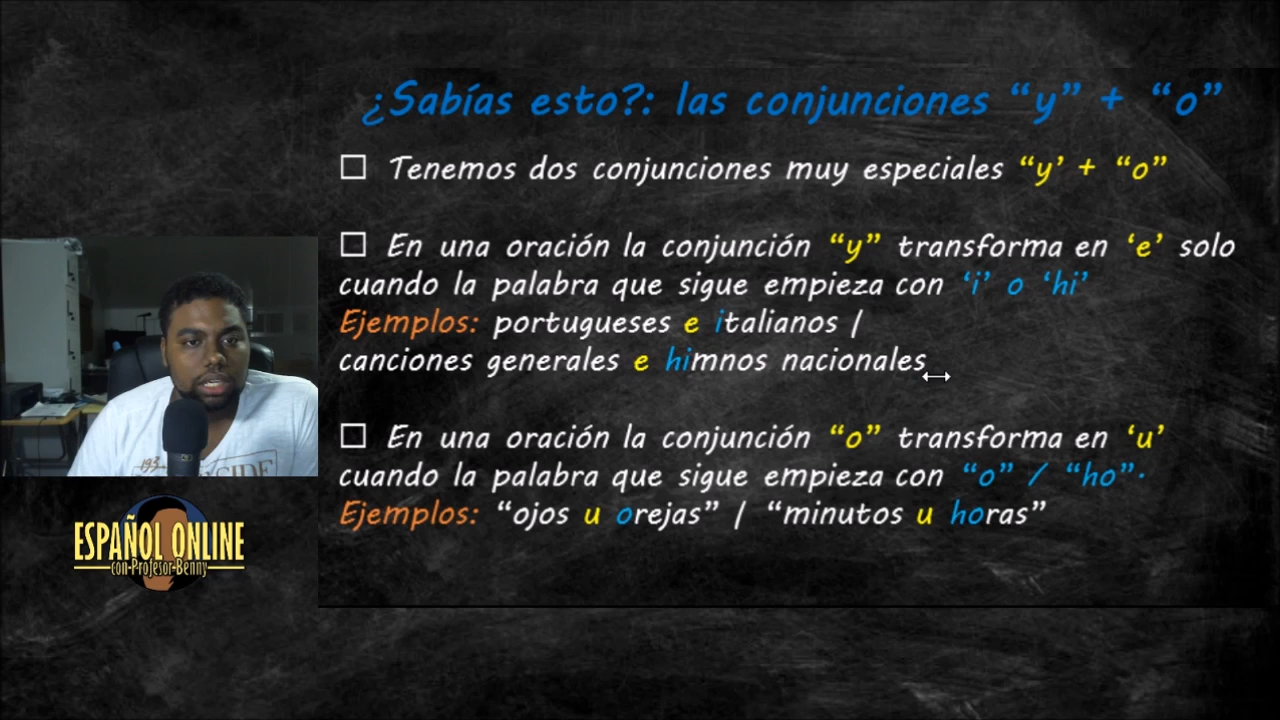 ¿Sabías esto?: las conjunciones “y” + “o”
☐ Tenemos dos conjunciones muy especiales “y’ + “o”
☐ En una oración la conjunción “y” transforma en ‘e’ solo
cuando la palabra que sigue empieza con ‘i’ o ‘hi’
Ejemplos: portugueses e italianos /
canciones generales e himnos nacionales
☐ En una oración la conjunción “o” transforma en ‘u’
cuando la palabra que sigue empieza con “o” / “ho”.
Ejemplos: “ojos u orejas” / “minutos u horas”
193
SIDE
ESPAÑOL ONLINE
con Profesor Benny